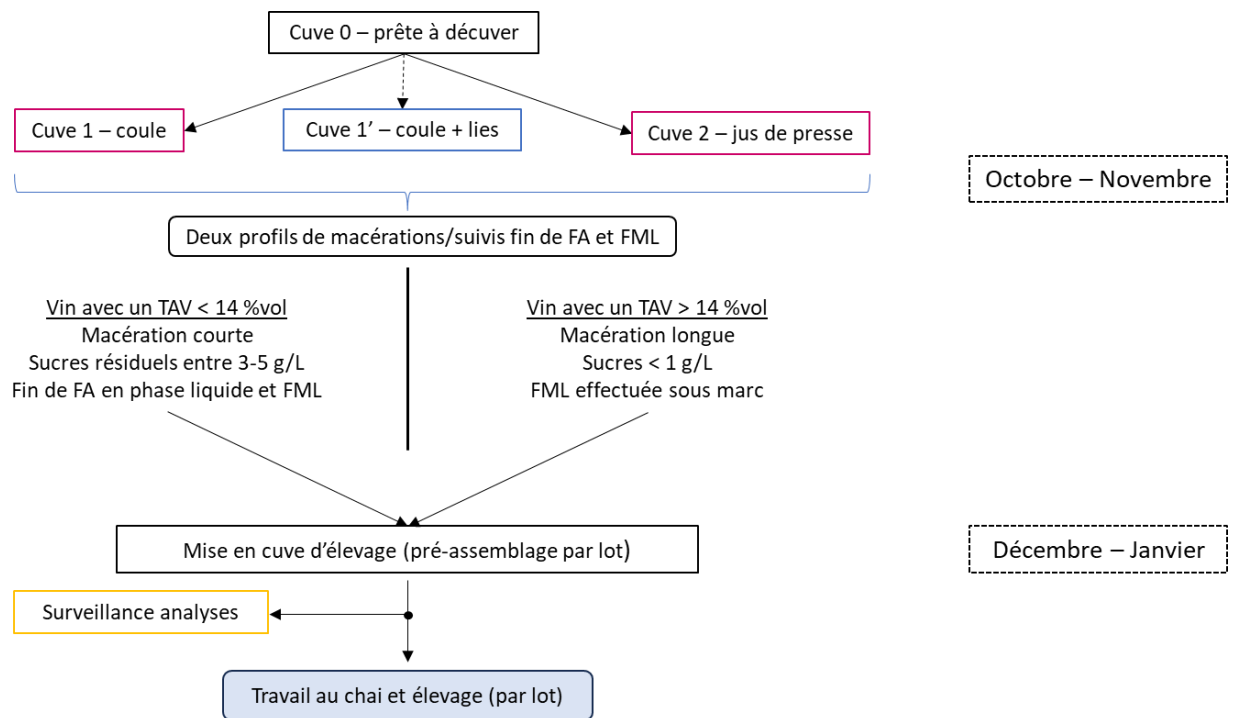 Cuve 0 – prête à décuver
Cuve 1 – coule
Cuve 1’ – coule + lies
Cuve 2 – jus de presse
Octobre – Novembre
Deux profils de macérations/suivis fin de FA et FML
Vin avec un TAV < 14 %vol
Macération courte
Sucres résiduels entre 3-5 g/L
Fin de FA en phase liquide et FML
Vin avec un TAV > 14 %vol
Macération longue
Sucres < 1 g/L
FML effectuée sous marc
Mise en cuve d’élevage (pré-assemblage par lot)
Décembre – Janvier
Surveillance analyses
Travail au chai et élevage (par lot)